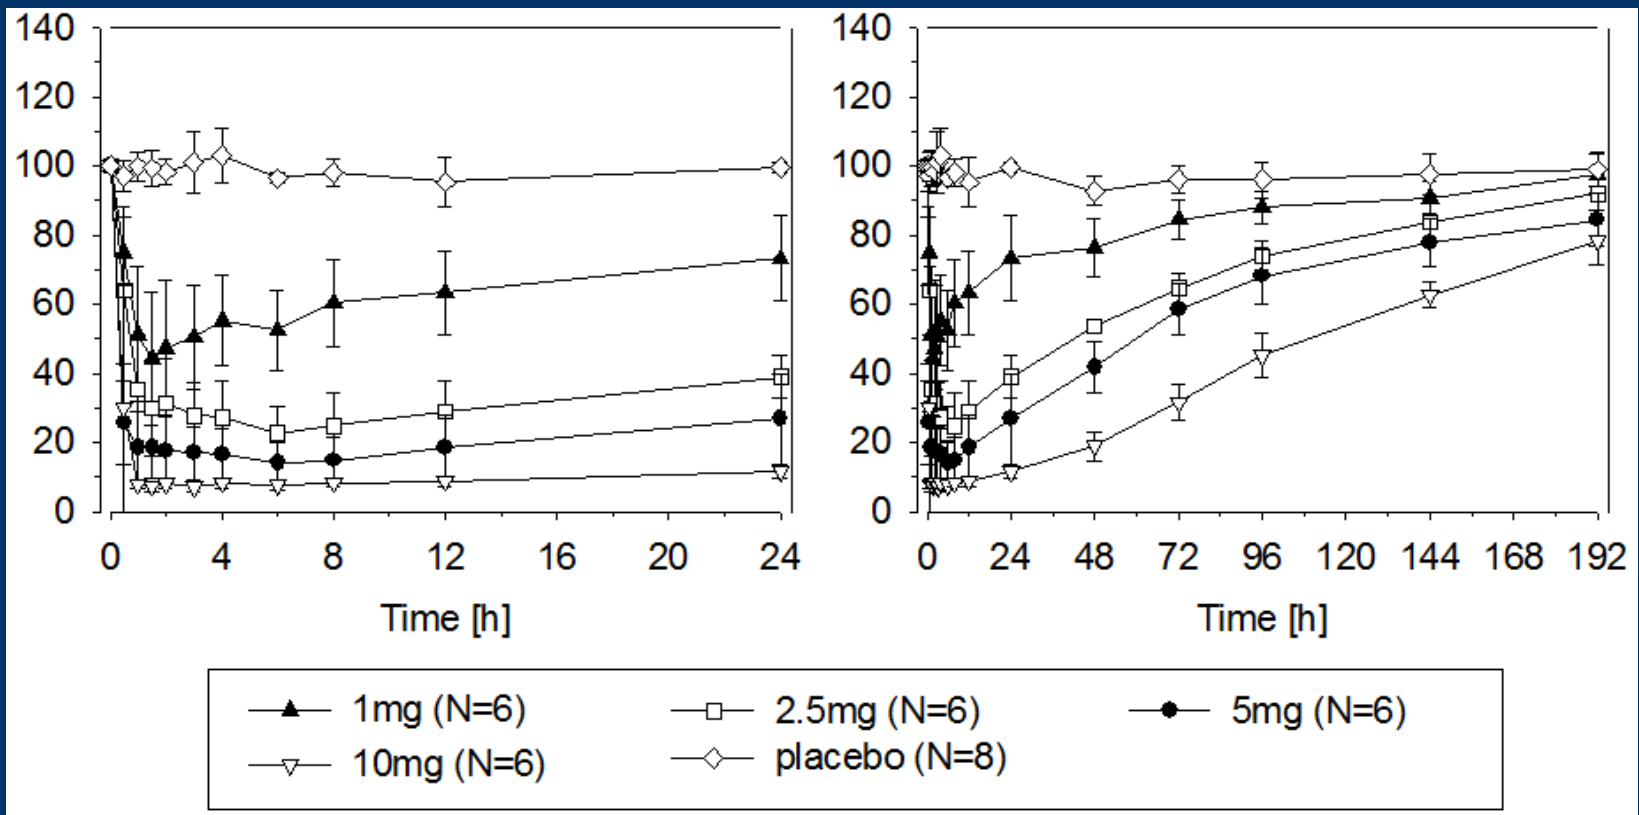 140 140
120 120
100 100
80 80
60 60
40 40
20 20
0 0
0 4 8 12 16 20 24 0 24 48 72 96 120 144 168 192
Time [h] Time [h]
1mg (N=6) 2.5mg (N=6) 5mg (N=6)
10mg (N=6) placebo (N=8)